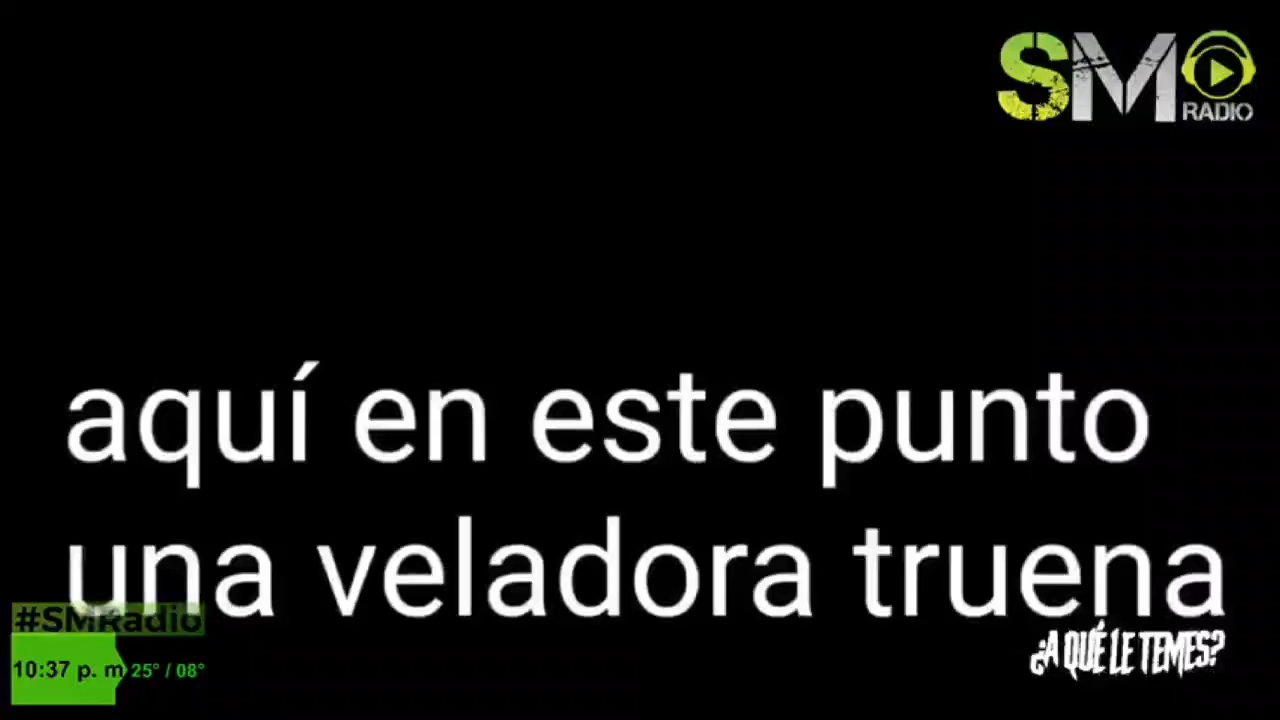 SM
RADIO
aquí en este punto
una veladora truena
#SMRadio
10:37 p. m 25° / 08°
¿A QUÉ LE TEMES?